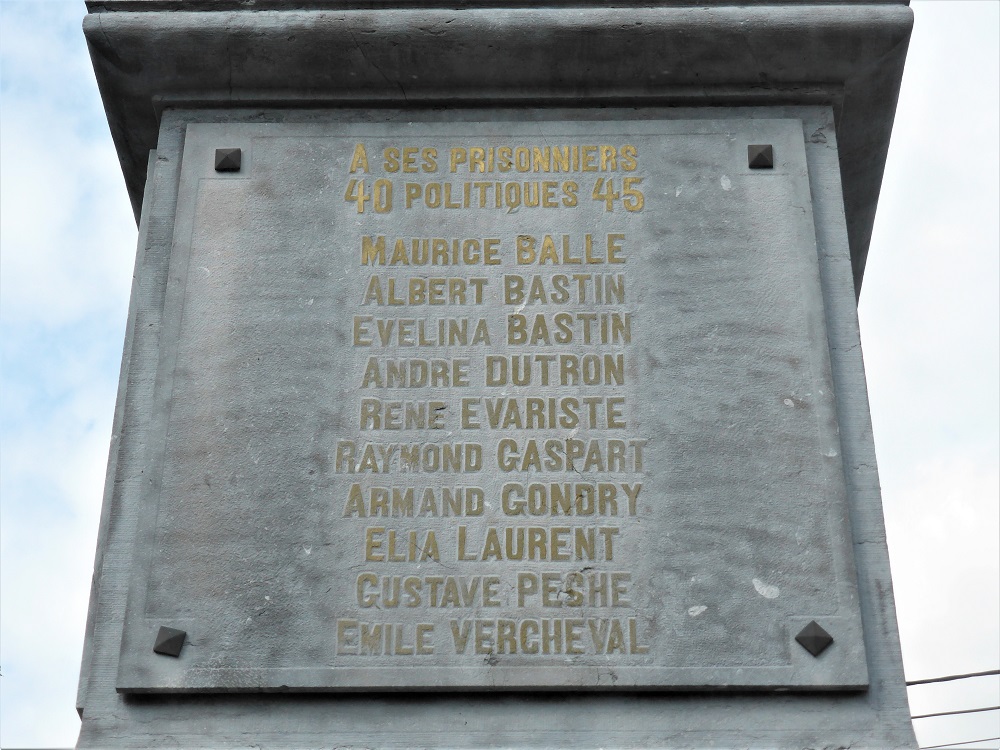 A SES PRISONNIERS
40 POLITIQUES 45
MAURICE BALLE
ALBERT BASTIN
EVELINA BASTIN
ANDRE DUTRON
RENE EVARISTE
RAYMOND GASPART
ARMAND GONDRY
ELIA LAURENT
GUSTAVE PESHE
EMILE VERCHEVAL